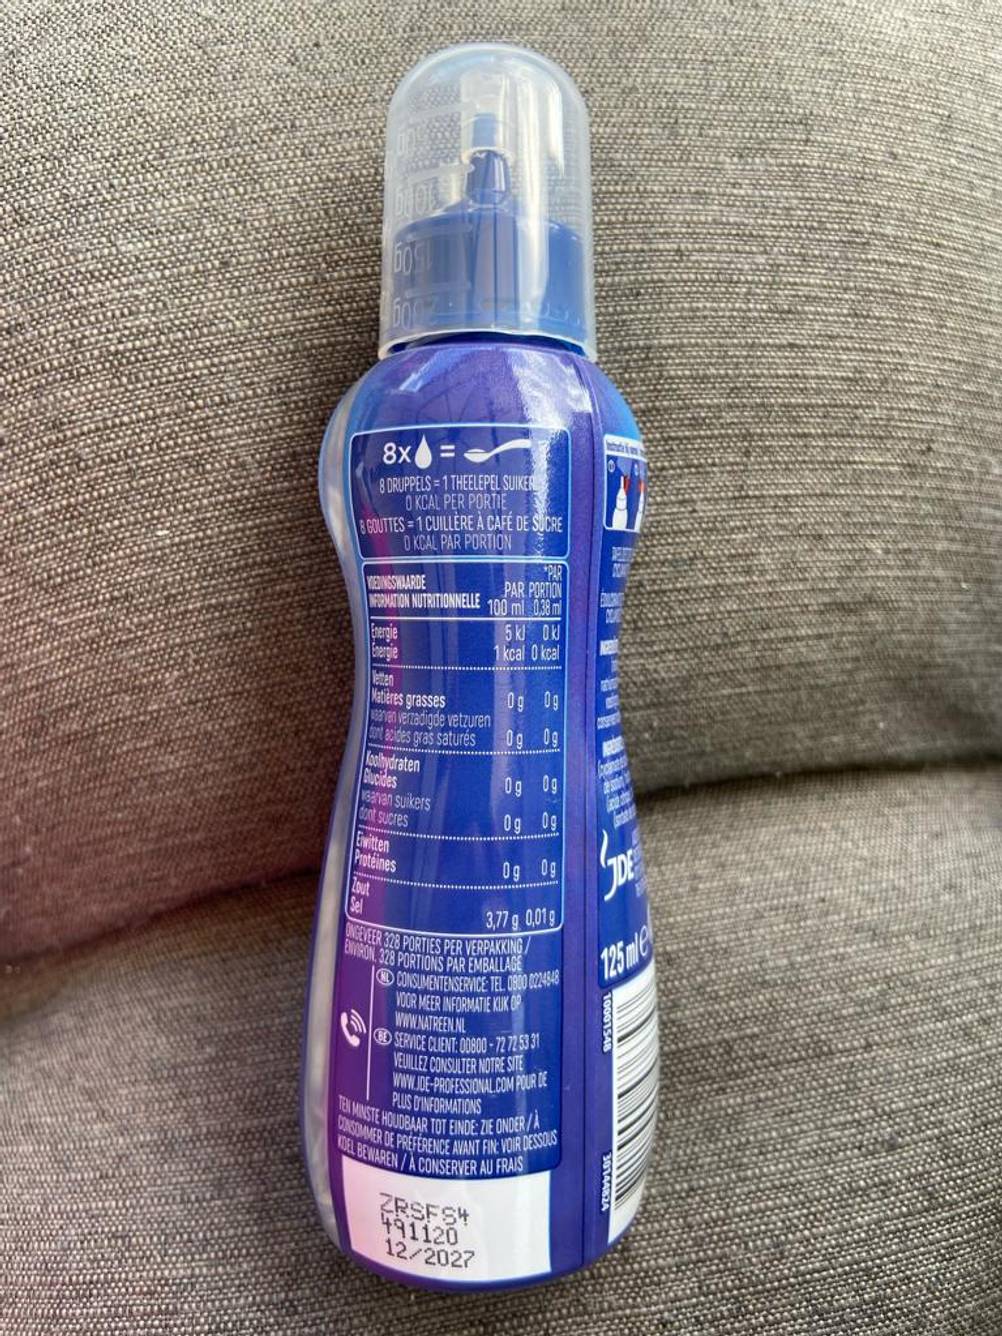 8x =
8 DRUPPELS = 1 THEELEPEL SUIKER
0 KCAL PER PORTIE
8 GOUTTES = 1 CUILLÈRE À CAFÉ DE SUCRE
0 KCAL PAR PORTION
VOEDINGSWAARDE
INFORMATION NUTRITIONNELLE
PAR 100 ml
*PAR PORTION 0,38 ml
Energie 5 kJ 0 kJ
Énergie 1 kcal 0 kcal
Vetten
Matières grasses 0 g 0 g
waarvan verzadigde vetzuren
dont acides gras saturés 0 g 0 g
Koolhydraten
Glucides 0 g 0 g
waarvan suikers
dont sucres 0 g 0 g
Eiwitten
Protéines 0 g 0 g
Zout
Sel 3,77 g 0,01 g
ONGEVEER 328 PORTIES PER VERPAKKING /
ENVIRON. 328 PORTIONS PAR EMBALLAGE
NL CONSUMENTENSERVICE: TEL. 0800 0224848
VOOR MEER INFORMATIE KIJK OP
WWW.NATREEN.NL
BE SERVICE CLIENT: 00800 - 72 72 53 31
VEUILLEZ CONSULTER NOTRE SITE
WWW.JDE-PROFESSIONAL.COM POUR DE
PLUS D'INFORMATIONS
TEN MINSTE HOUDBAAR TOT EINDE: ZIE ONDER / À
CONSOMMER DE PRÉFÉRENCE AVANT FIN: VOIR DESSOUS
KOEL BEWAREN / À CONSERVER AU FRAIS
ZRSFS4
491120
12/2027
JDE
125 ml e
10001548
30144824
150g
200g